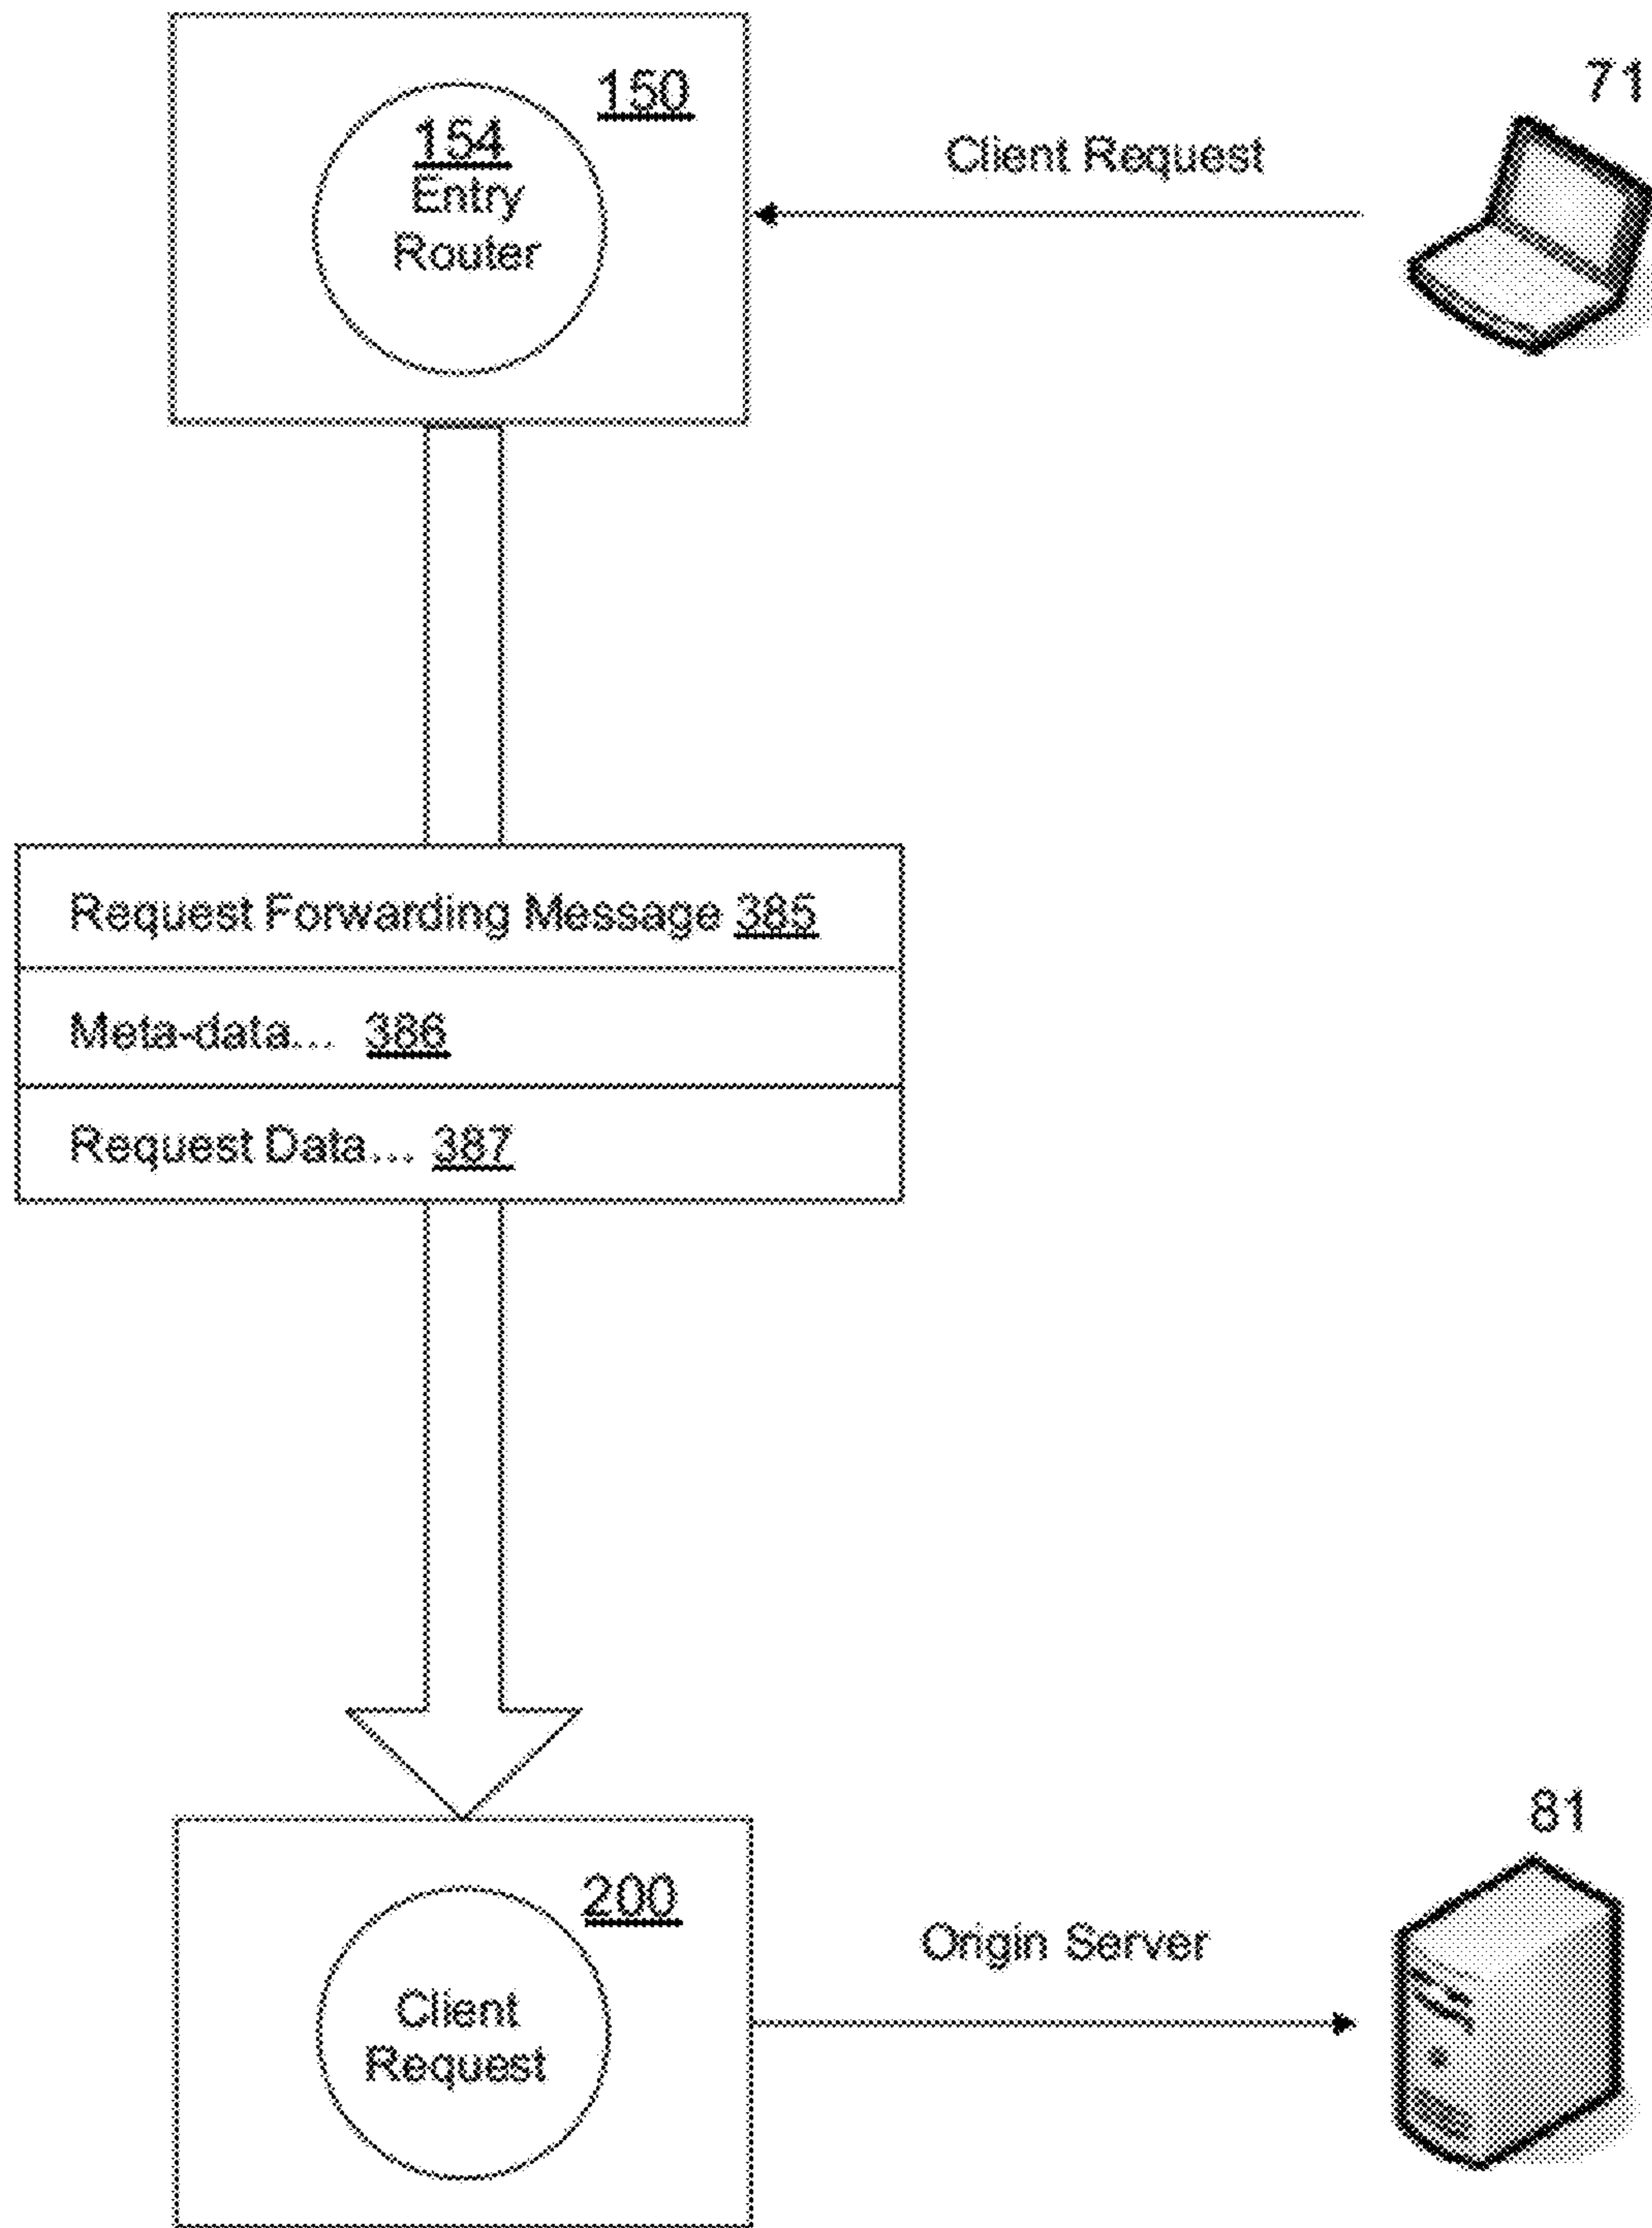 150
71
154
Entry
Router
Client Request
Request Forwarding Message 385
Meta-data... 386
Request Data... 387
200
Client
Request
Origin Server
81